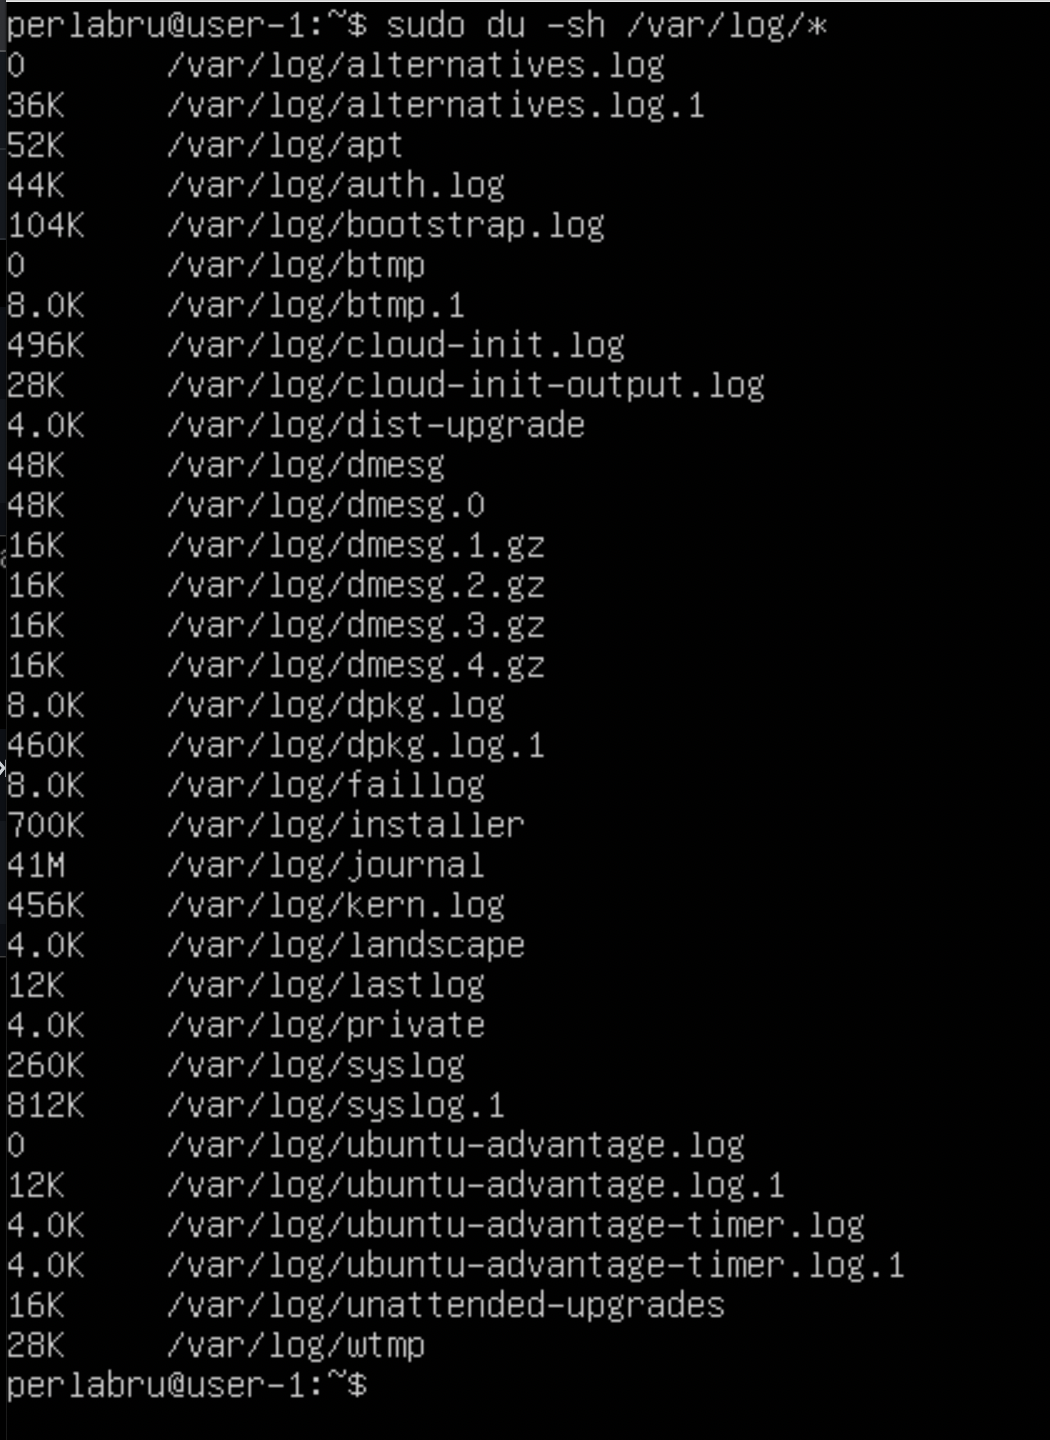 perlabru@user-1:~$ sudo du -sh /var/log/*
0 /var/log/alternatives.log
36K /var/log/alternatives.log.1
52K /var/log/apt
44K /var/log/auth.log
104K /var/log/bootstrap.log
0 /var/log/btmp
8.0K /var/log/btmp.1
496K /var/log/cloud-init.log
28K /var/log/cloud-init-output.log
4.0K /var/log/dist-upgrade
48K /var/log/dmesg
48K /var/log/dmesg.0
16K /var/log/dmesg.1.gz
16K /var/log/dmesg.2.gz
16K /var/log/dmesg.3.gz
16K /var/log/dmesg.4.gz
8.0K /var/log/dpkg.log
460K /var/log/dpkg.log.1
8.0K /var/log/faillog
700K /var/log/installer
41M /var/log/journal
456K /var/log/kern.log
4.0K /var/log/landscape
12K /var/log/lastlog
4.0K /var/log/private
260K /var/log/syslog
812K /var/log/syslog.1
0 /var/log/ubuntu-advantage.log
12K /var/log/ubuntu-advantage.log.1
4.0K /var/log/ubuntu-advantage-timer.log
4.0K /var/log/ubuntu-advantage-timer.log.1
16K /var/log/unattended-upgrades
28K /var/log/wtmp
perlabru@user-1:~$